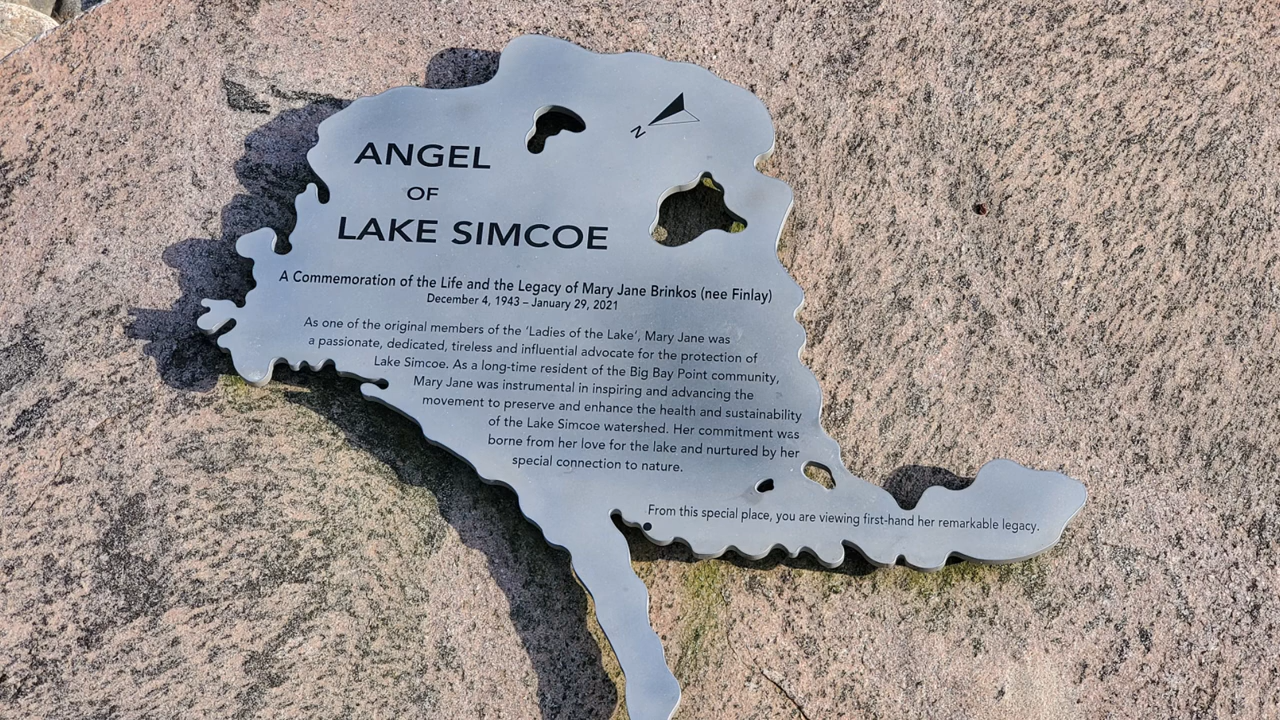 N
ANGEL
OF
LAKE SIMCOE
A Commemoration of the Life and the Legacy of Mary Jane Brinkos (nee Finlay)
December 4, 1943 – January 29, 2021
As one of the original members of the ‘Ladies of the Lake’, Mary Jane was
a passionate, dedicated, tireless and influential advocate for the protection of
Lake Simcoe. As a long-time resident of the Big Bay Point community,
Mary Jane was instrumental in inspiring and advancing the
movement to preserve and enhance the health and sustainability
of the Lake Simcoe watershed. Her commitment was
borne from her love for the lake and nurtured by her
special connection to nature.
From this special place, you are viewing first-hand her remarkable legacy.